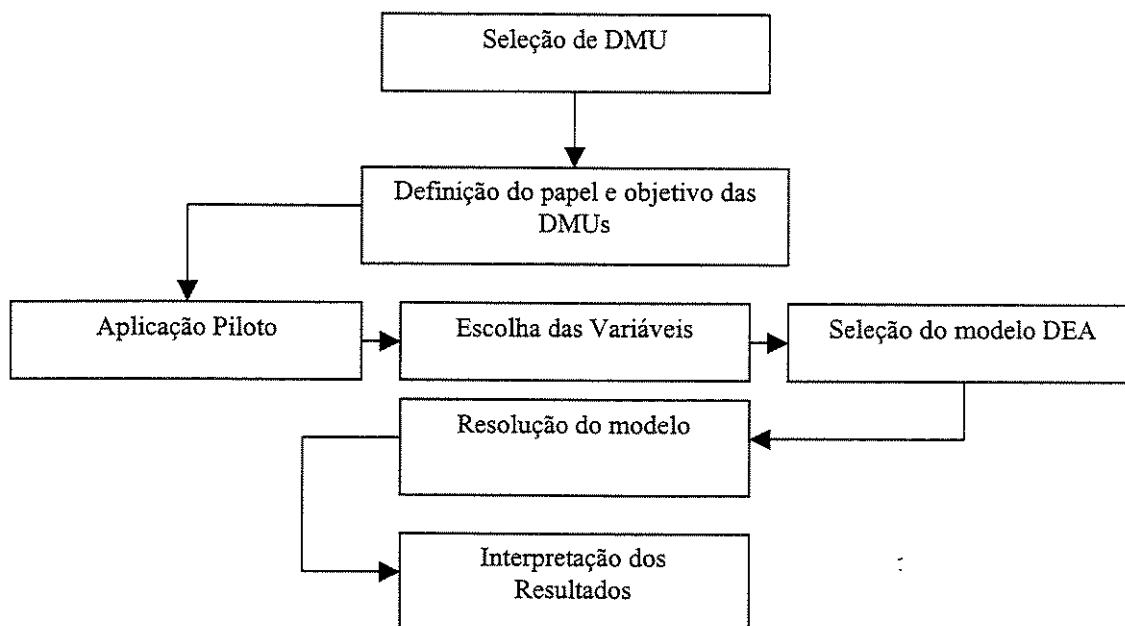 Seleção de DMU
Definição do papel e objetivo das
DMUs
Aplicação Piloto
Escolha das Variáveis
Seleção do modelo DEA
Resolução do modelo
Interpretação dos
Resultados